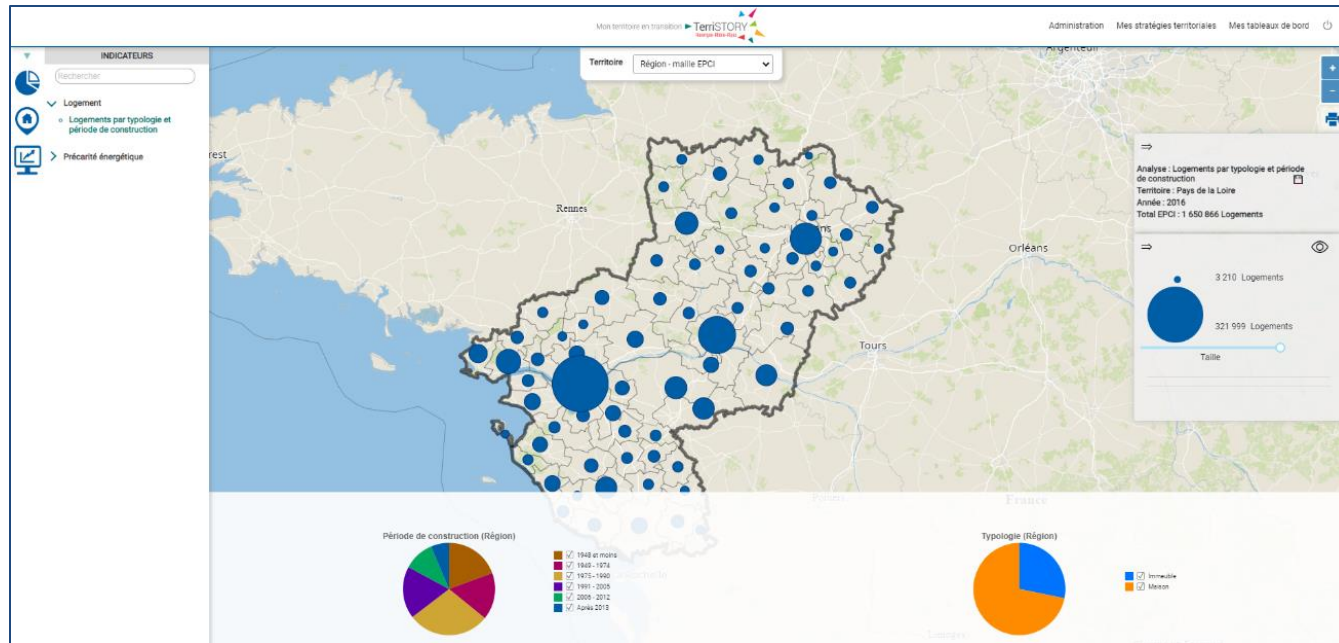 Mon territoire en transition
TerriSTORY
Administration
Mes stratégies territoriales
Mes tableaux de bord
INDICATEURS
Rechercher
Logement
Logements par typologie et
période de construction
Précarité énergétique
Territoire
Région - maille EPCI
Argenteuil
rest
Rennes
Orléans
Tours
+
-
Analyse : Logements par typologie et période
de construction
Territoire : Pays de la Loire
Année : 2016
Total EPCI : 1 650 866 Logements
3 210 Logements
321 999 Logements
Taille
France
Limoges
Période de construction (Région)
1948 et moins
1949 - 1974
1975 - 1990
1991 - 2005
2006 - 2012
Après 2013
Typologie (Région)
Immeuble
Maison